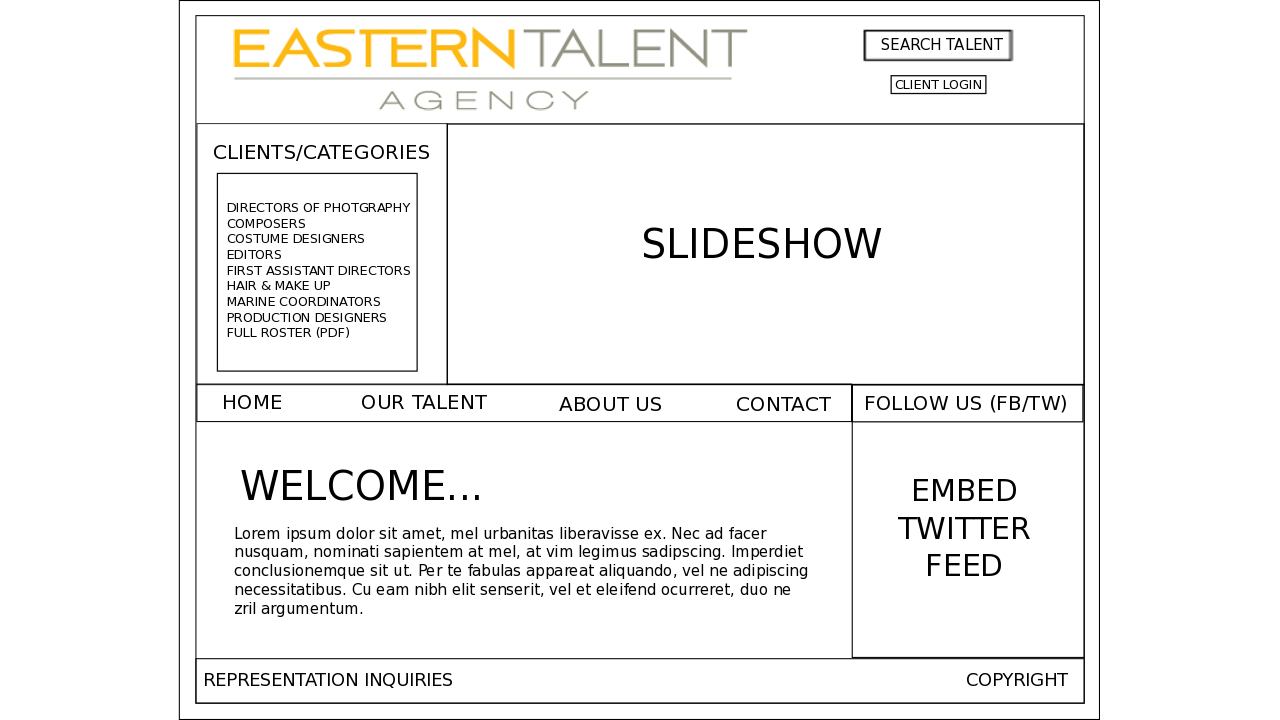 EASTERN TALENT
AGENCY
SEARCH TALENT
CLIENT LOGIN
CLIENTS/CATEGORIES
DIRECTORS OF PHOTGRAPHY
COMPOSERS
COSTUME DESIGNERS
EDITORS
FIRST ASSISTANT DIRECTORS
HAIR & MAKE UP
MARINE COORDINATORS
PRODUCTION DESIGNERS
FULL ROSTER (PDF)
SLIDESHOW
HOME
OUR TALENT
ABOUT US
CONTACT
FOLLOW US (FB/TW)
WELCOME...
Lorem ipsum dolor sit amet, mel urbanitas liberavisse ex. Nec ad facer
nusquam, nominati sapientem at mel, at vim legimus sadipscing. Imperdiet
conclusionemque sit ut. Per te fabulas appareat aliquando, vel ne adipiscing
necessitatibus. Cu eam nibh elit senserit, vel et eleifend ocurreret, duo ne
zril argumentum.
EMBED
TWITTER
FEED
REPRESENTATION INQUIRIES
COPYRIGHT